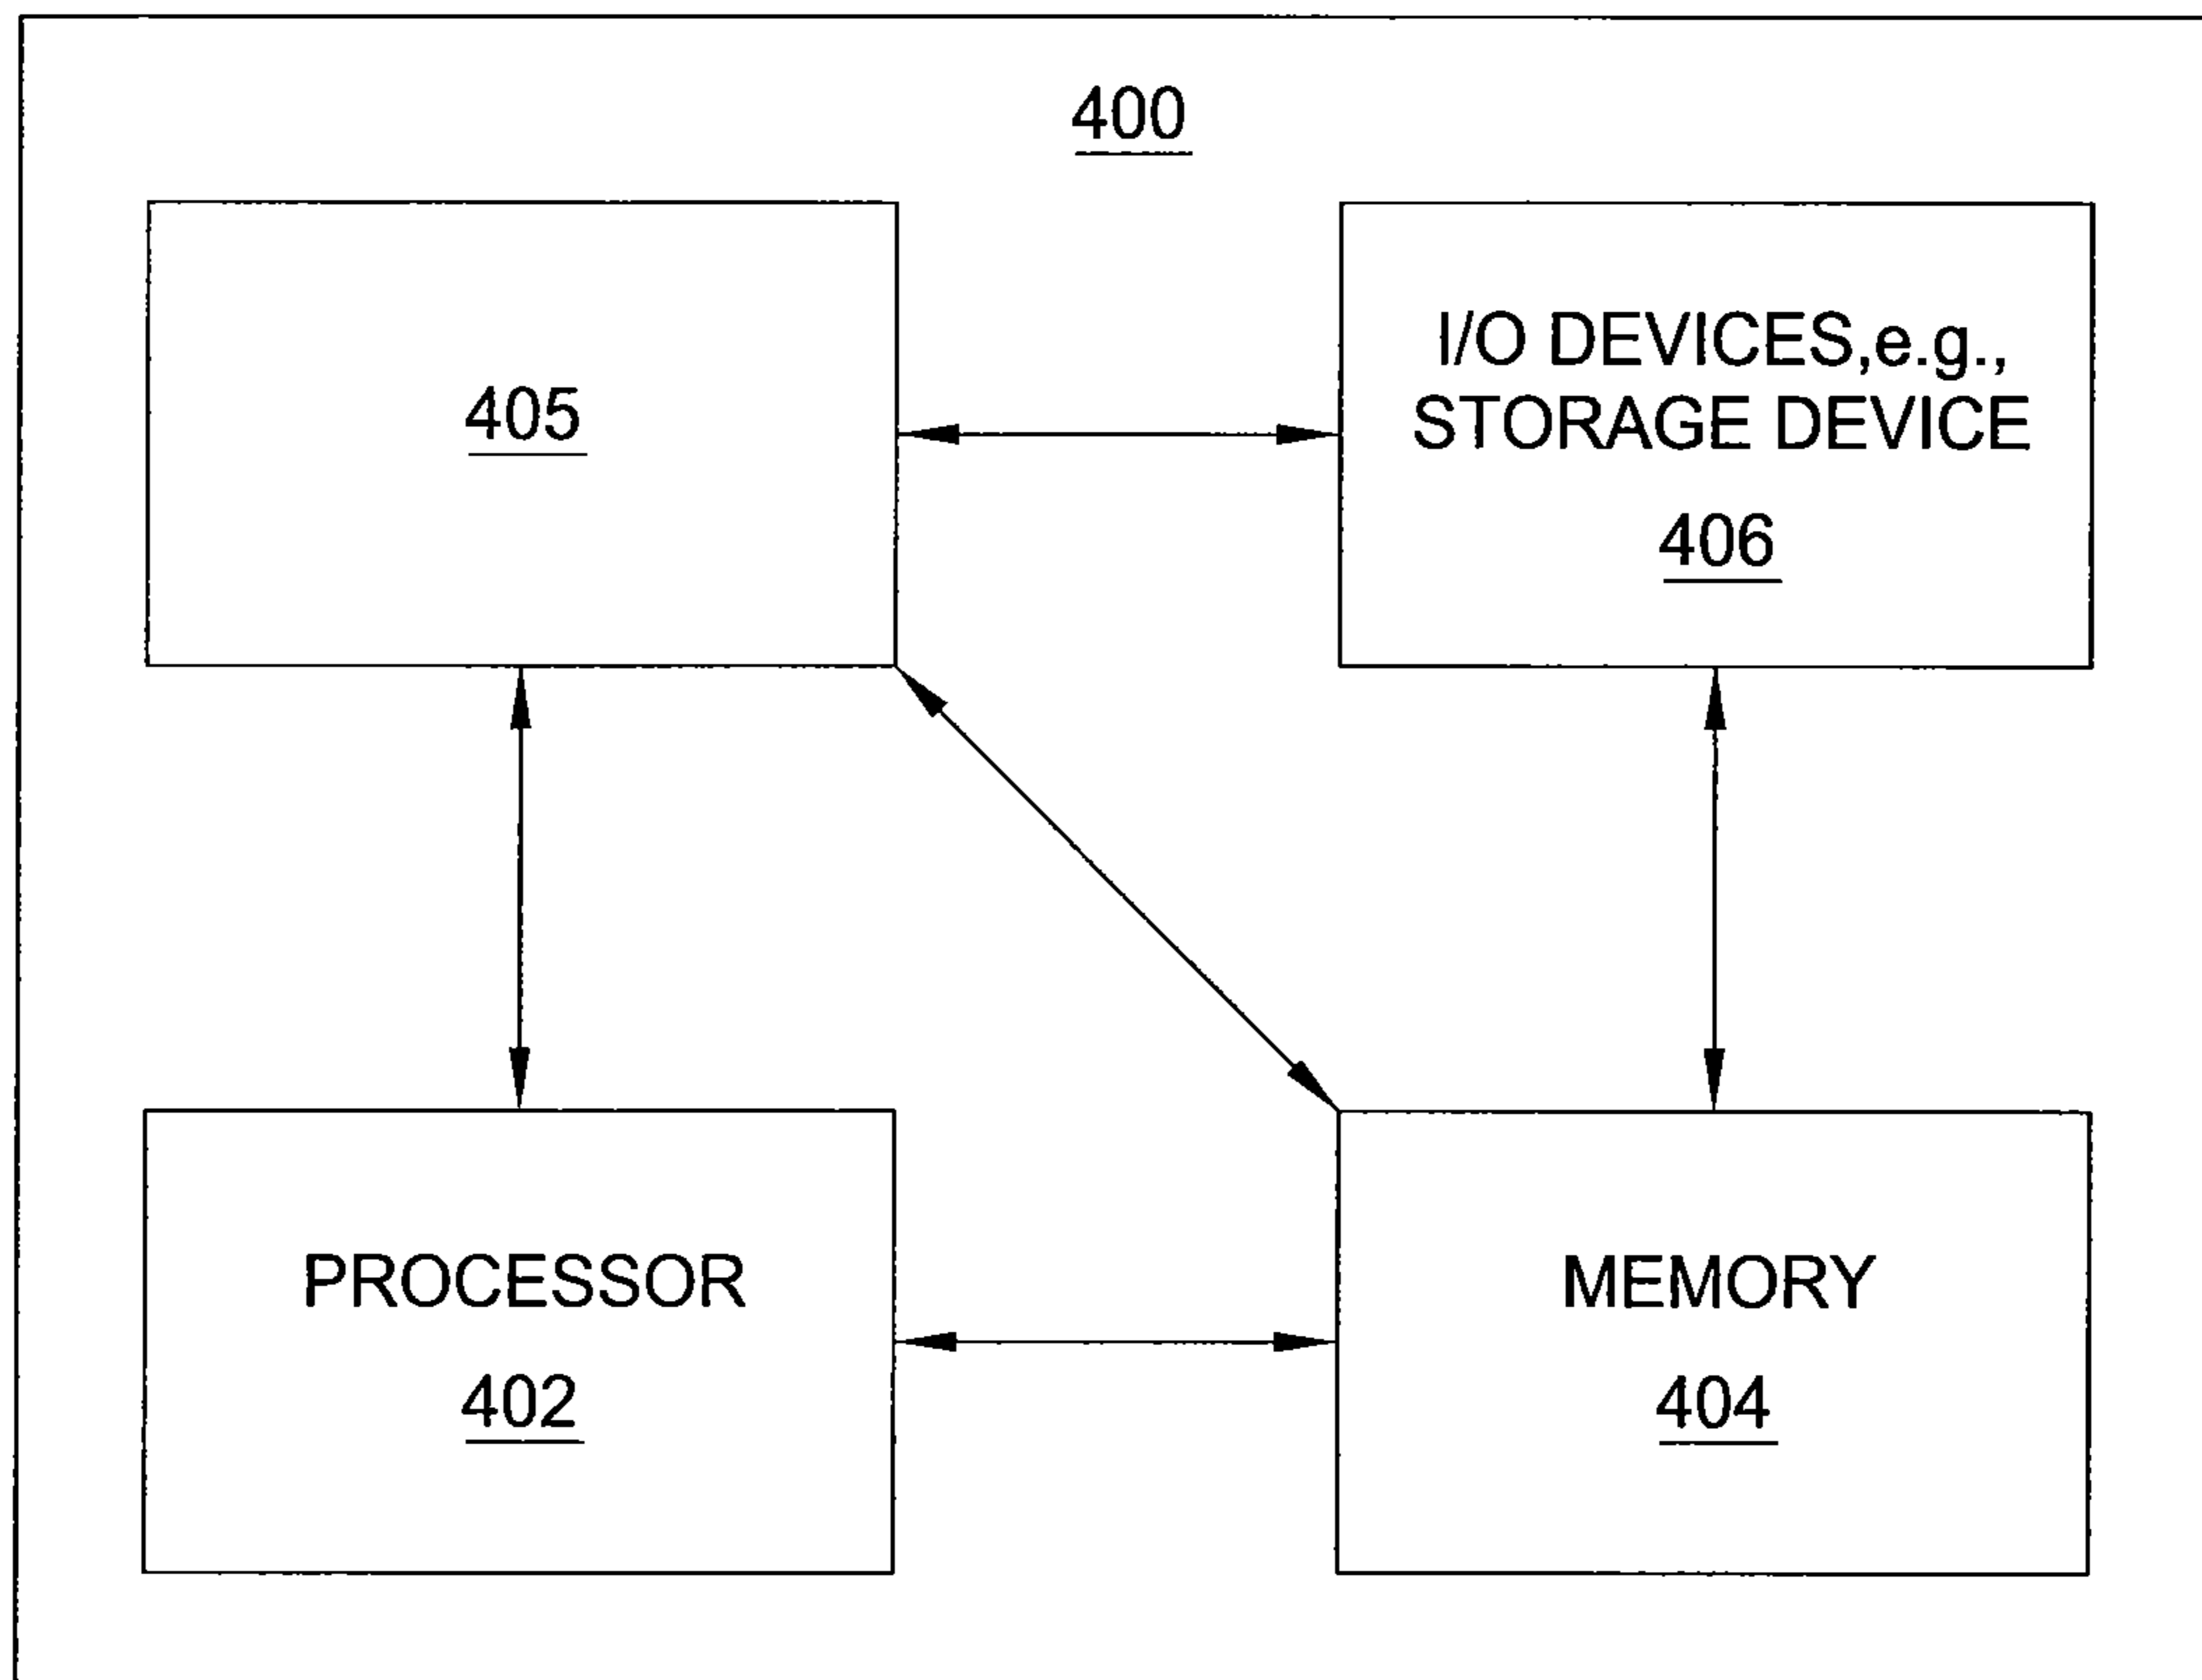 400
405
I/O DEVICES,e.g.,
STORAGE DEVICE
406
PROCESSOR
402
MEMORY
404